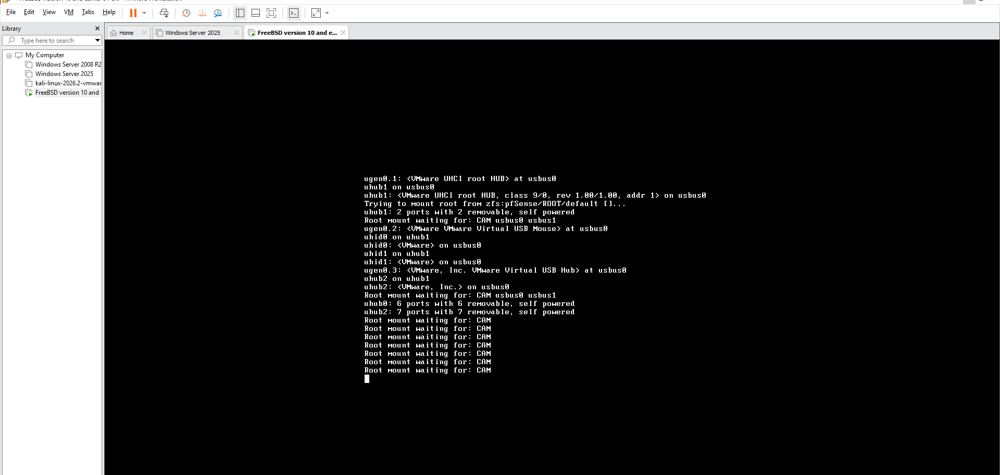 File Edit View VM Tabs Help
Library
Type here to search
Home
Windows Server 2025
FreeBSD version 10 and e...
My Computer
Windows Server 2008 R2
Windows Server 2025
kali-linux-2026.2-vmwar
FreeBSD version 10 and
ugen0.1: <VMware UHCI root HUB> at usbus0
uhub1 on usbus0
uhub1: <VMware UHCI root HUB, class 9/0, rev 1.00/1.00, addr 1> on usbus0
Trying to mount root from zfs:pfSense/ROOT/default []...
uhub1: 2 ports with 2 removable, self powered
Root mount waiting for: CAM usbus0 usbus1
ugen0.2: <VMware VMware Virtual USB Mouse> at usbus0
uhid0 on uhub1
uhid0: <VMware> on usbus0
uhid1 on uhub1
uhid1: <VMware> on usbus0
ugen0.3: <VMware, Inc. VMware Virtual USB Hub> at usbus0
uhub2 on uhub1
uhub2: <VMware, Inc.> on usbus0
Root mount waiting for: CAM usbus0 usbus1
uhub0: 6 ports with 6 removable, self powered
uhub2: 7 ports with 7 removable, self powered
Root mount waiting for: CAM
Root mount waiting for: CAM
Root mount waiting for: CAM
Root mount waiting for: CAM
Root mount waiting for: CAM
Root mount waiting for: CAM
Root mount waiting for: CAM